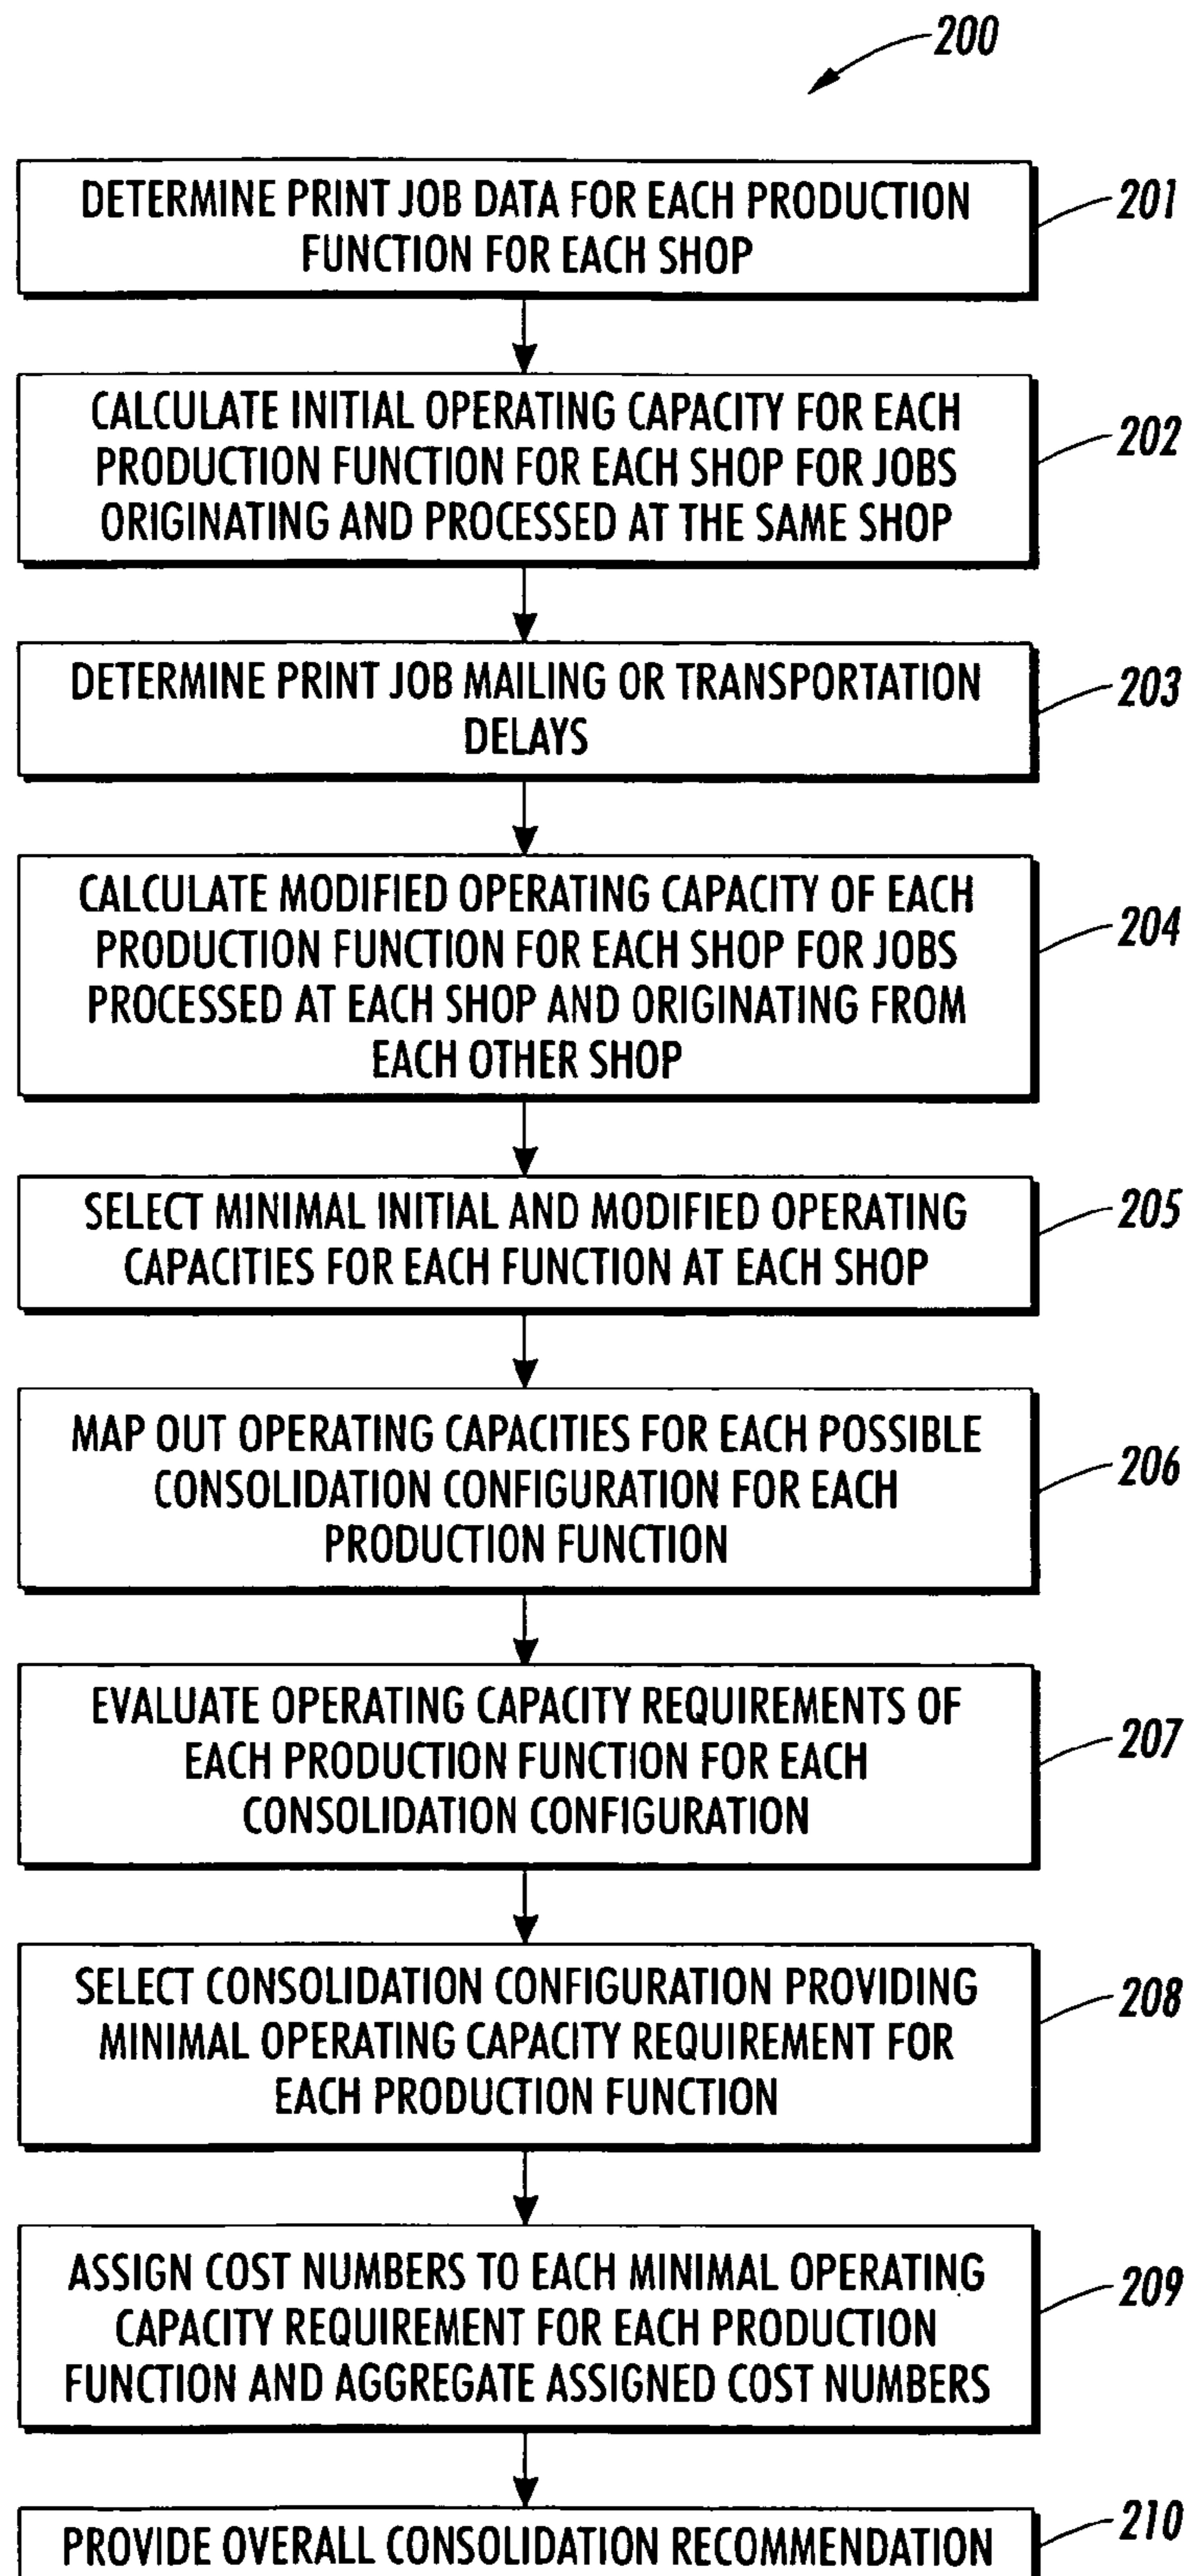 200
DETERMINE PRINT JOB DATA FOR EACH PRODUCTION
FUNCTION FOR EACH SHOP
201
CALCULATE INITIAL OPERATING CAPACITY FOR EACH
PRODUCTION FUNCTION FOR EACH SHOP FOR JOBS
ORIGINATING AND PROCESSED AT THE SAME SHOP
202
DETERMINE PRINT JOB MAILING OR TRANSPORTATION
DELAYS
203
CALCULATE MODIFIED OPERATING CAPACITY OF EACH
PRODUCTION FUNCTION FOR EACH SHOP FOR JOBS
PROCESSED AT EACH SHOP AND ORIGINATING FROM
EACH OTHER SHOP
204
SELECT MINIMAL INITIAL AND MODIFIED OPERATING
CAPACITIES FOR EACH FUNCTION AT EACH SHOP
205
MAP OUT OPERATING CAPACITIES FOR EACH POSSIBLE
CONSOLIDATION CONFIGURATION FOR EACH
PRODUCTION FUNCTION
206
EVALUATE OPERATING CAPACITY REQUIREMENTS OF
EACH PRODUCTION FUNCTION FOR EACH
CONSOLIDATION CONFIGURATION
207
SELECT CONSOLIDATION CONFIGURATION PROVIDING
MINIMAL OPERATING CAPACITY REQUIREMENT FOR
EACH PRODUCTION FUNCTION
208
ASSIGN COST NUMBERS TO EACH MINIMAL OPERATING
CAPACITY REQUIREMENT FOR EACH PRODUCTION
FUNCTION AND AGGREGATE ASSIGNED COST NUMBERS
209
PROVIDE OVERALL CONSOLIDATION RECOMMENDATION
210